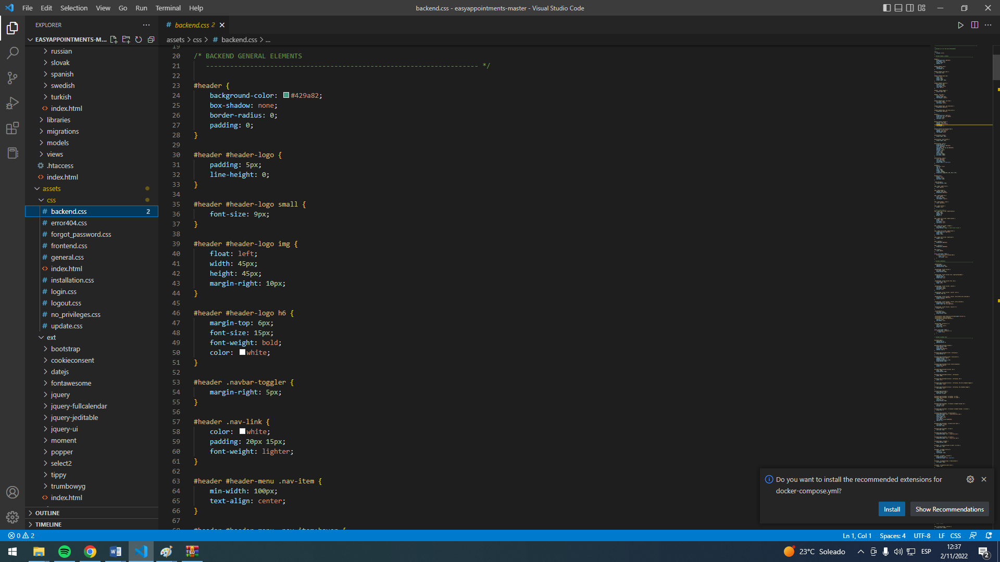 File Edit Selection View Go Run Terminal Help
backend.css - easyappointments-master - Visual Studio Code
EXPLORER
EASYAPPOINTMENTS-M...
russian
slovak
spanish
swedish
turkish
index.html
libraries
migrations
models
views
.htaccess
index.html
assets
css
# backend.css 2
# error404.css
# forgot_password.css
# frontend.css
# general.css
index.html
# installation.css
# login.css
# logout.css
# no_privileges.css
# update.css
ext
bootstrap
cookieconsent
datejs
fontawesome
jquery
jquery-fullcalendar
jquery-jeditable
jquery-ui
moment
popper
select2
tippy
trumbowyg
index.html
OUTLINE
TIMELINE
# backend.css 2
assets > css > # backend.css > ...
19
20 /* BACKEND GENERAL ELEMENTS
21 -------------------------------------------------------------------- */
22
23 #header {
24 background-color: #429a82;
25 box-shadow: none;
26 border-radius: 0;
27 padding: 0;
28 }
29
30 #header #header-logo {
31 padding: 5px;
32 line-height: 0;
33 }
34
35 #header #header-logo small {
36 font-size: 9px;
37 }
38
39 #header #header-logo img {
40 float: left;
41 width: 45px;
42 height: 45px;
43 margin-right: 10px;
44 }
45
46 #header #header-logo h6 {
47 margin-top: 6px;
48 font-size: 15px;
49 font-weight: bold;
50 color: white;
51 }
52
53 #header .navbar-toggler {
54 margin-right: 5px;
55 }
56
57 #header .nav-link {
58 color: white;
59 padding: 20px 15px;
60 font-weight: lighter;
61 }
62
63 #header #header-menu .nav-item {
64 min-width: 100px;
65 text-align: center;
66 }
67
68 #header #header-menu .nav-item:hover {
Do you want to install the recommended extensions for
docker-compose.yml?
Install Show Recommendations
0 2
Ln 1, Col 1 Spaces: 4 UTF-8 LF CSS
23°C Soleado
ESP
12:37
2/11/2022
2